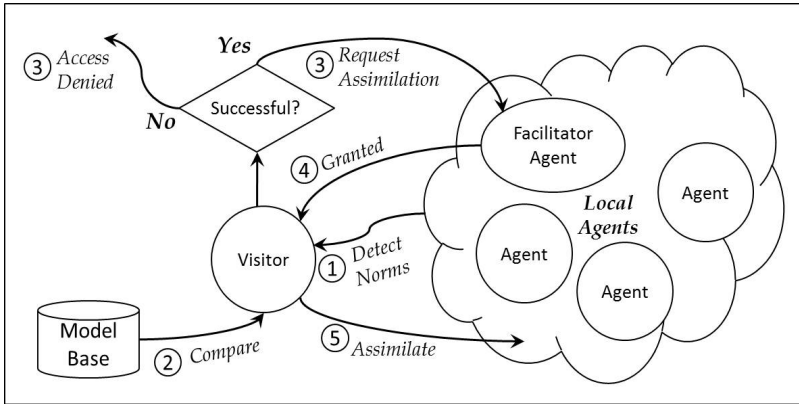 Yes
③ Access
Denied
③ Request
Assimilation
Successful?
No
Facilitator
Agent
④ Granted
Agent
Local
Agents
Visitor
① Detect
Norms
Agent
Agent
Model
Base
② Compare
⑤ Assimilate